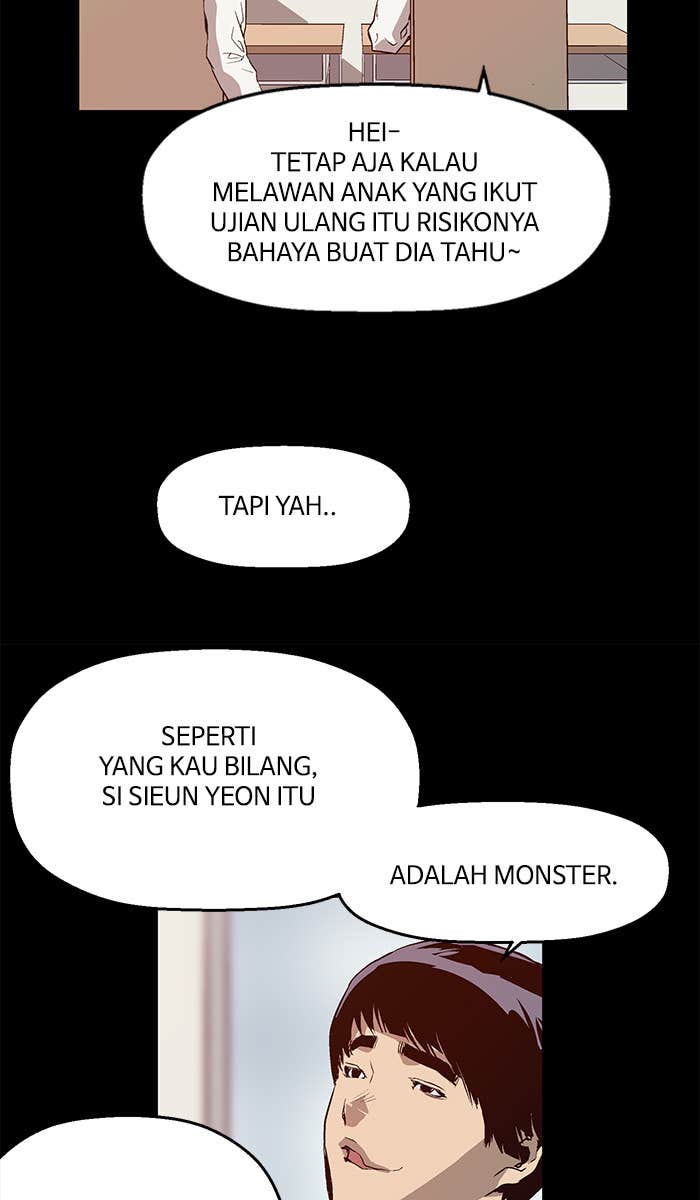 HEI-
TETAP AJA KALAU
MELAWAN ANAK YANG IKUT
UJIAN ULANG ITU RISIKONYA
BAHAYA BUAT DIA TAHU~
TAPI YAH..
SEPERTI
YANG KAU BILANG,
SI SIEUN YEON ITU
ADALAH MONSTER.